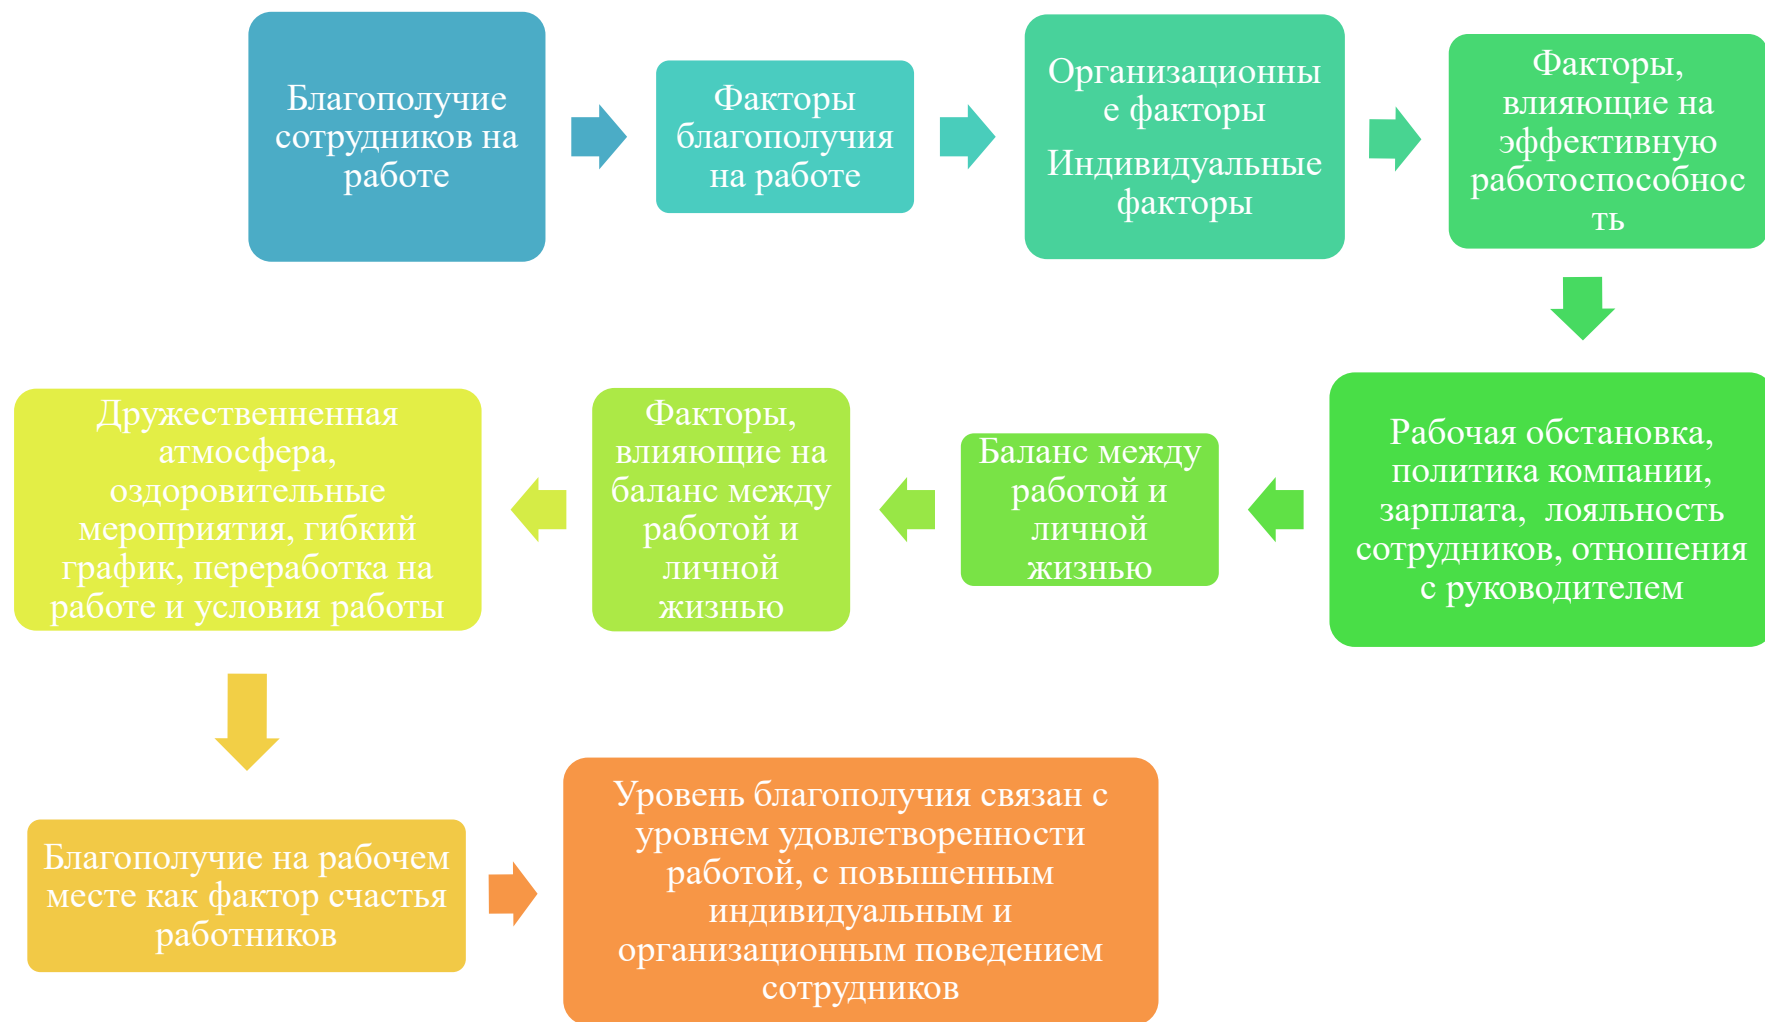 Благополучие
сотрудников на
работе
Факторы
благополучия
на работе
Организационны
е факторы
Индивидуальные
факторы
Факторы,
влияющие на
эффективную
работоспособнос
ть
Рабочая обстановка,
политика компании,
зарплата,  лояльность
сотрудников, отношения
с руководителем
Баланс между
работой и
личной
жизнью
Факторы,
влияющие на
баланс между
работой и
личной
жизнью
Дружественненная
атмосфера,
оздоровительные
мероприятия, гибкий
график, переработка на
работе и условия работы
Благополучие на рабочем
месте как фактор счастья
работников
Уровень благополучия связан с
уровнем удовлетворенности
работой, с повышенным
индивидуальным и
организационным поведением
сотрудников